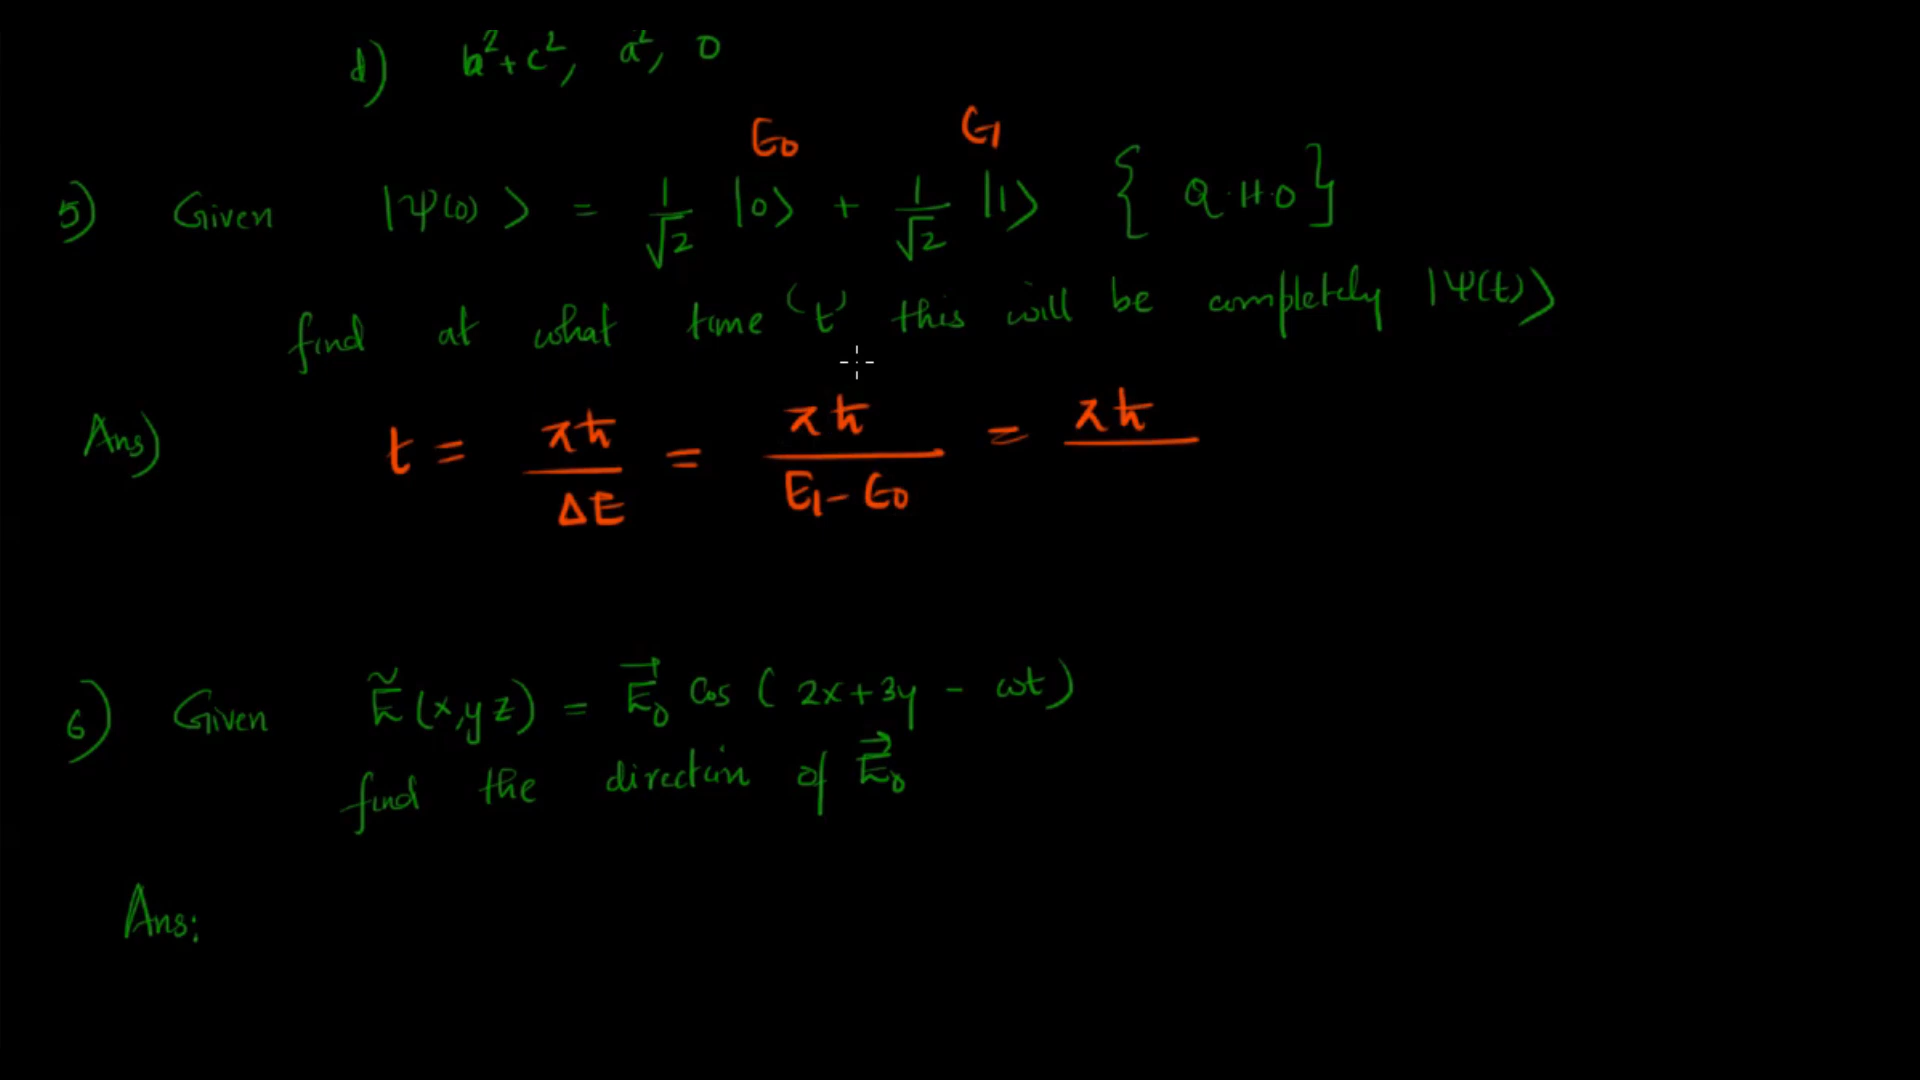 d) b²+c², a², 0
E₀ G
5) Given |ψ(0)⟩ = 1/√2 |0⟩ + 1/√2 |1⟩ { Q.H.O }
find at what time 't' this will be completely |ψ(t)⟩
Ans) t = πħ/ΔE = πħ/(E₁ - E₀) = πħ/
6) Given Ẽ(x,y z) = E⃗₀ Cos (2x+3y - ωt)
find the direction of E⃗₀
Ans: